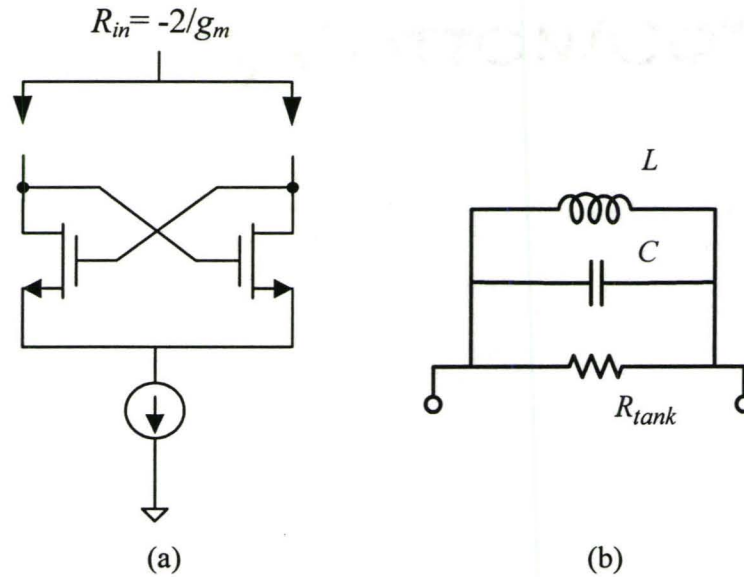 R_in = -2/g_m
L
C
R_tank
(a)
(b)